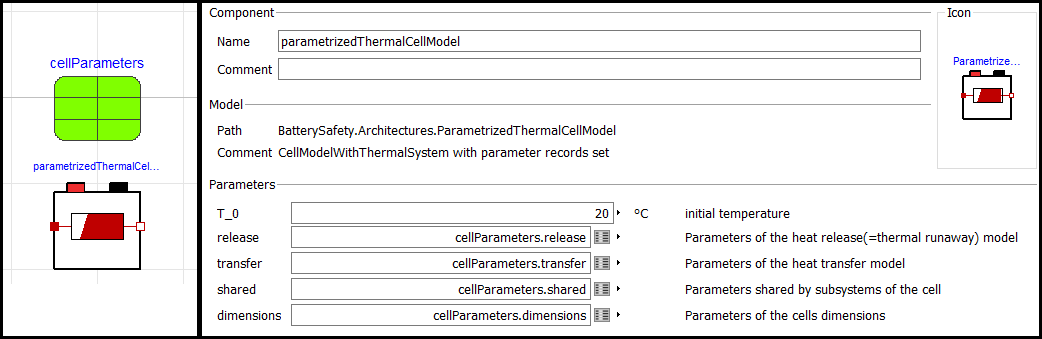 cellParameters
parametrizedThermalCel...
Component
Name parametrizedThermalCellModel
Comment
Icon
Parametrize...
Model
Path BatterySafety.Architectures.ParametrizedThermalCellModel
Comment CellModelWithThermalSystem with parameter records set
Parameters
T_0 20 ºC initial temperature
release cellParameters.release Parameters of the heat release(=thermal runaway) model
transfer cellParameters.transfer Parameters of the heat transfer model
shared cellParameters.shared Parameters shared by subsystems of the cell
dimensions cellParameters.dimensions Parameters of the cells dimensions